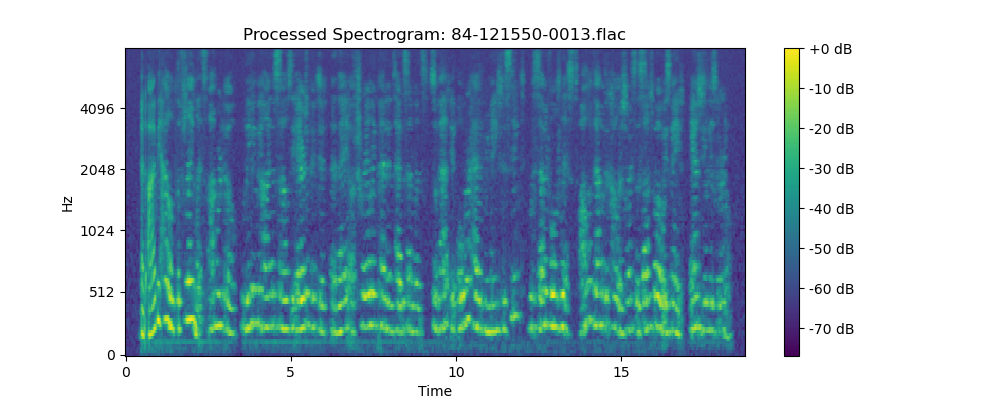 Processed Spectrogram: 84-121550-0013.flac
Hz
4096
2048
1024
512
0
0 5 10 15
Time
+0 dB
-10 dB
-20 dB
-30 dB
-40 dB
-50 dB
-60 dB
-70 dB